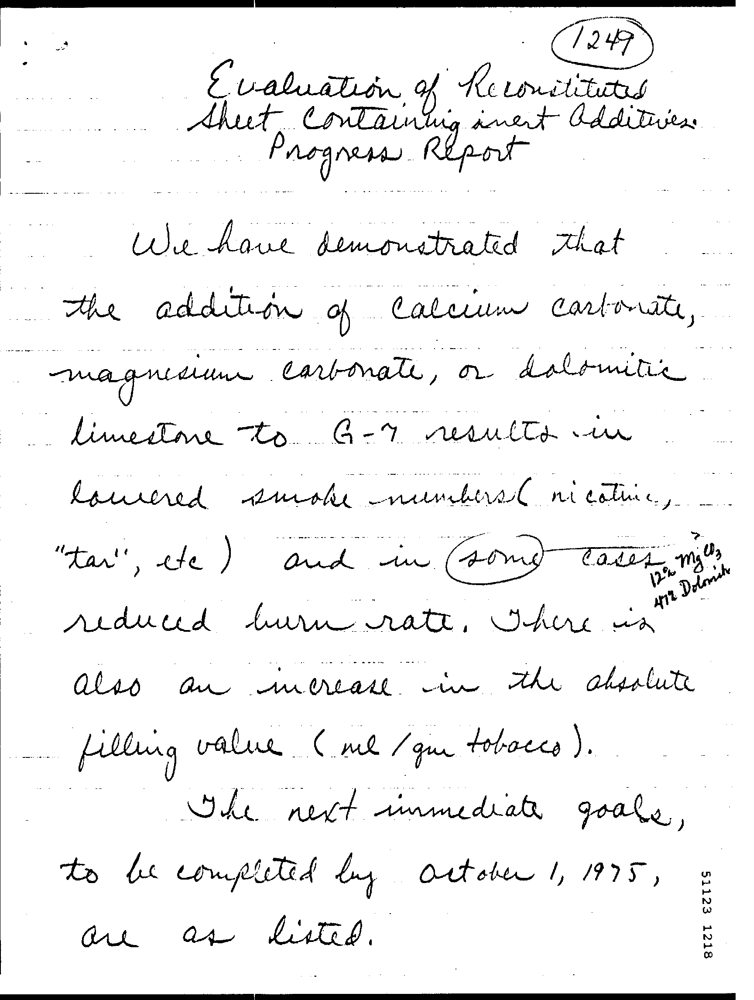 1249
Evaluation of Reconstituted
Sheet Containing inert Additives.
Progress Report
We have demonstrated that
the addition of calcium carbonate,
magnesium carbonate, or dolomitic
limestone to G-7 results in
lowered smoke numbers (nicotine,
"tar", etc) and in some cases
> 12% MgCO3
41% Dolomite
reduced burn rate. There is
also an increase in the absolute
filling value (ml/gm tobacco).
The next immediate goals,
to be completed by October 1, 1975,
are as listed.
51123 1218